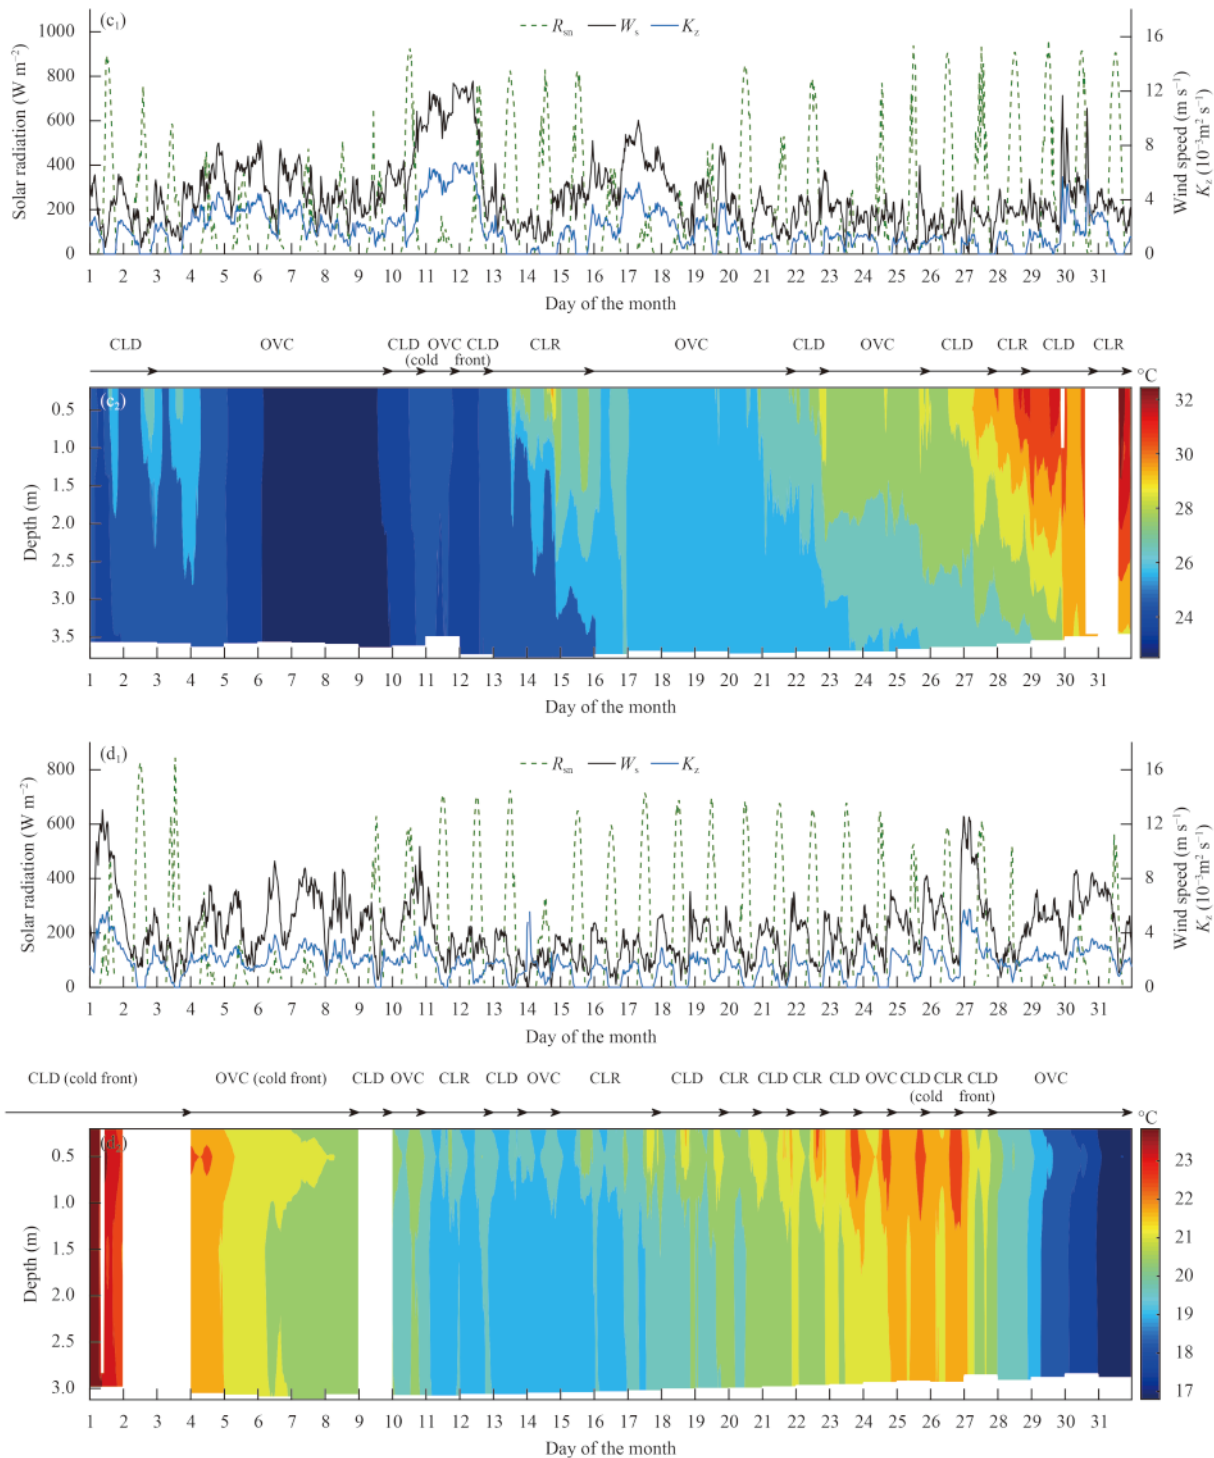 (c₁)
R_sn W_s K_z
1000
800
600
400
200
0
Solar radiation (W m⁻²)
16
12
8
4
0
Wind speed (m s⁻¹)
K_z (10⁻³m² s⁻¹)
1 2 3 4 5 6 7 8 9 10 11 12 13 14 15 16 17 18 19 20 21 22 23 24 25 26 27 28 29 30 31
Day of the month
CLD OVC CLD OVC CLD CLR OVC CLD OVC CLD CLR CLD CLR
(cold front)
°C
(c₂)
0.5
1.0
1.5
2.0
2.5
3.0
3.5
Depth (m)
32
30
28
26
24
1 2 3 4 5 6 7 8 9 10 11 12 13 14 15 16 17 18 19 20 21 22 23 24 25 26 27 28 29 30 31
Day of the month
(d₁)
R_sn W_s K_z
800
600
400
200
0
Solar radiation (W m⁻²)
16
12
8
4
0
Wind speed (m s⁻¹)
K_z (10⁻³m² s⁻¹)
1 2 3 4 5 6 7 8 9 10 11 12 13 14 15 16 17 18 19 20 21 22 23 24 25 26 27 28 29 30 31
Day of the month
CLD (cold front) OVC (cold front) CLD OVC CLR CLD OVC CLR CLD CLR CLD CLR CLD OVC CLD CLR CLD OVC
(cold front)
°C
(d₂)
0.5
1.0
1.5
2.0
2.5
3.0
Depth (m)
23
22
21
20
19
18
17
1 2 3 4 5 6 7 8 9 10 11 12 13 14 15 16 17 18 19 20 21 22 23 24 25 26 27 28 29 30 31
Day of the month